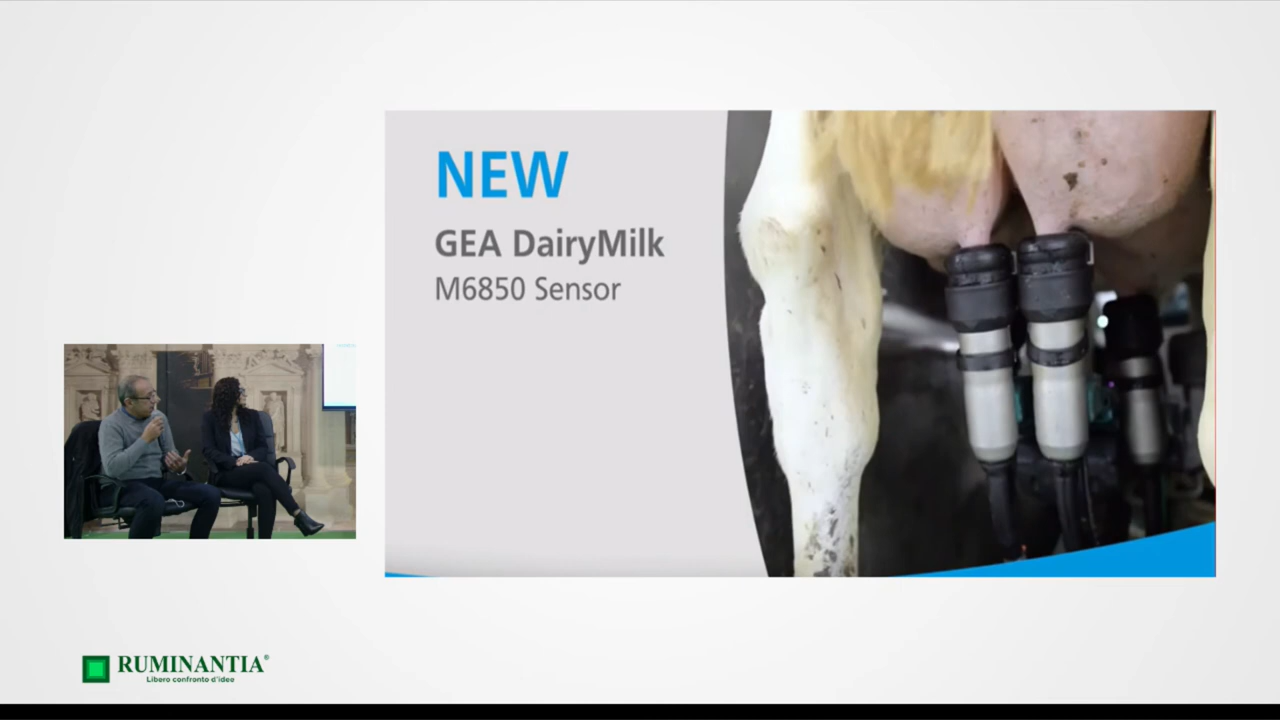 NEW
GEA DairyMilk
M6850 Sensor
RUMINANTIA®
Libero confronto d'idee